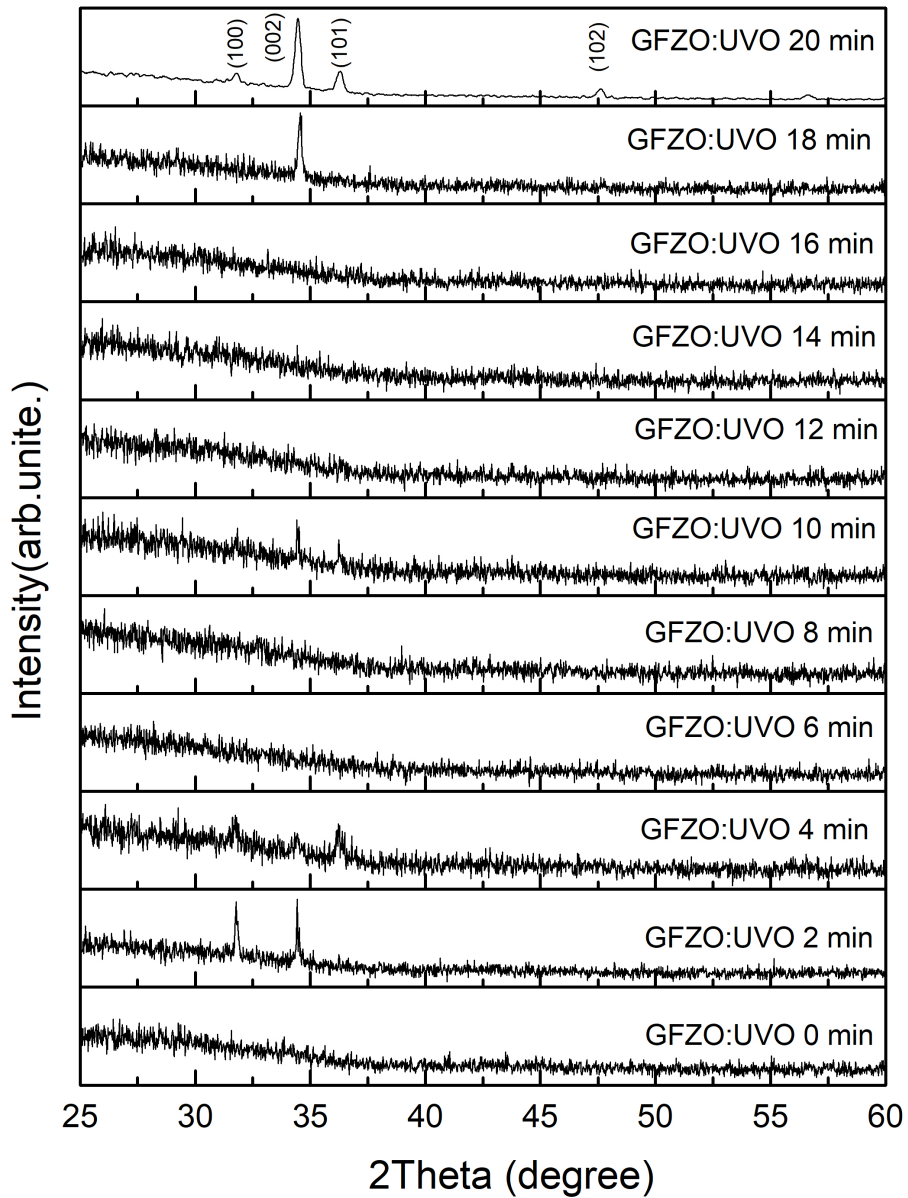 (100)
(002)
(101)
(102)
GFZO:UVO 20 min
GFZO:UVO 18 min
GFZO:UVO 16 min
GFZO:UVO 14 min
GFZO:UVO 12 min
GFZO:UVO 10 min
GFZO:UVO 8 min
GFZO:UVO 6 min
GFZO:UVO 4 min
GFZO:UVO 2 min
GFZO:UVO 0 min
Intensity(arb.unite.)
25 30 35 40 45 50 55 60
2Theta (degree)